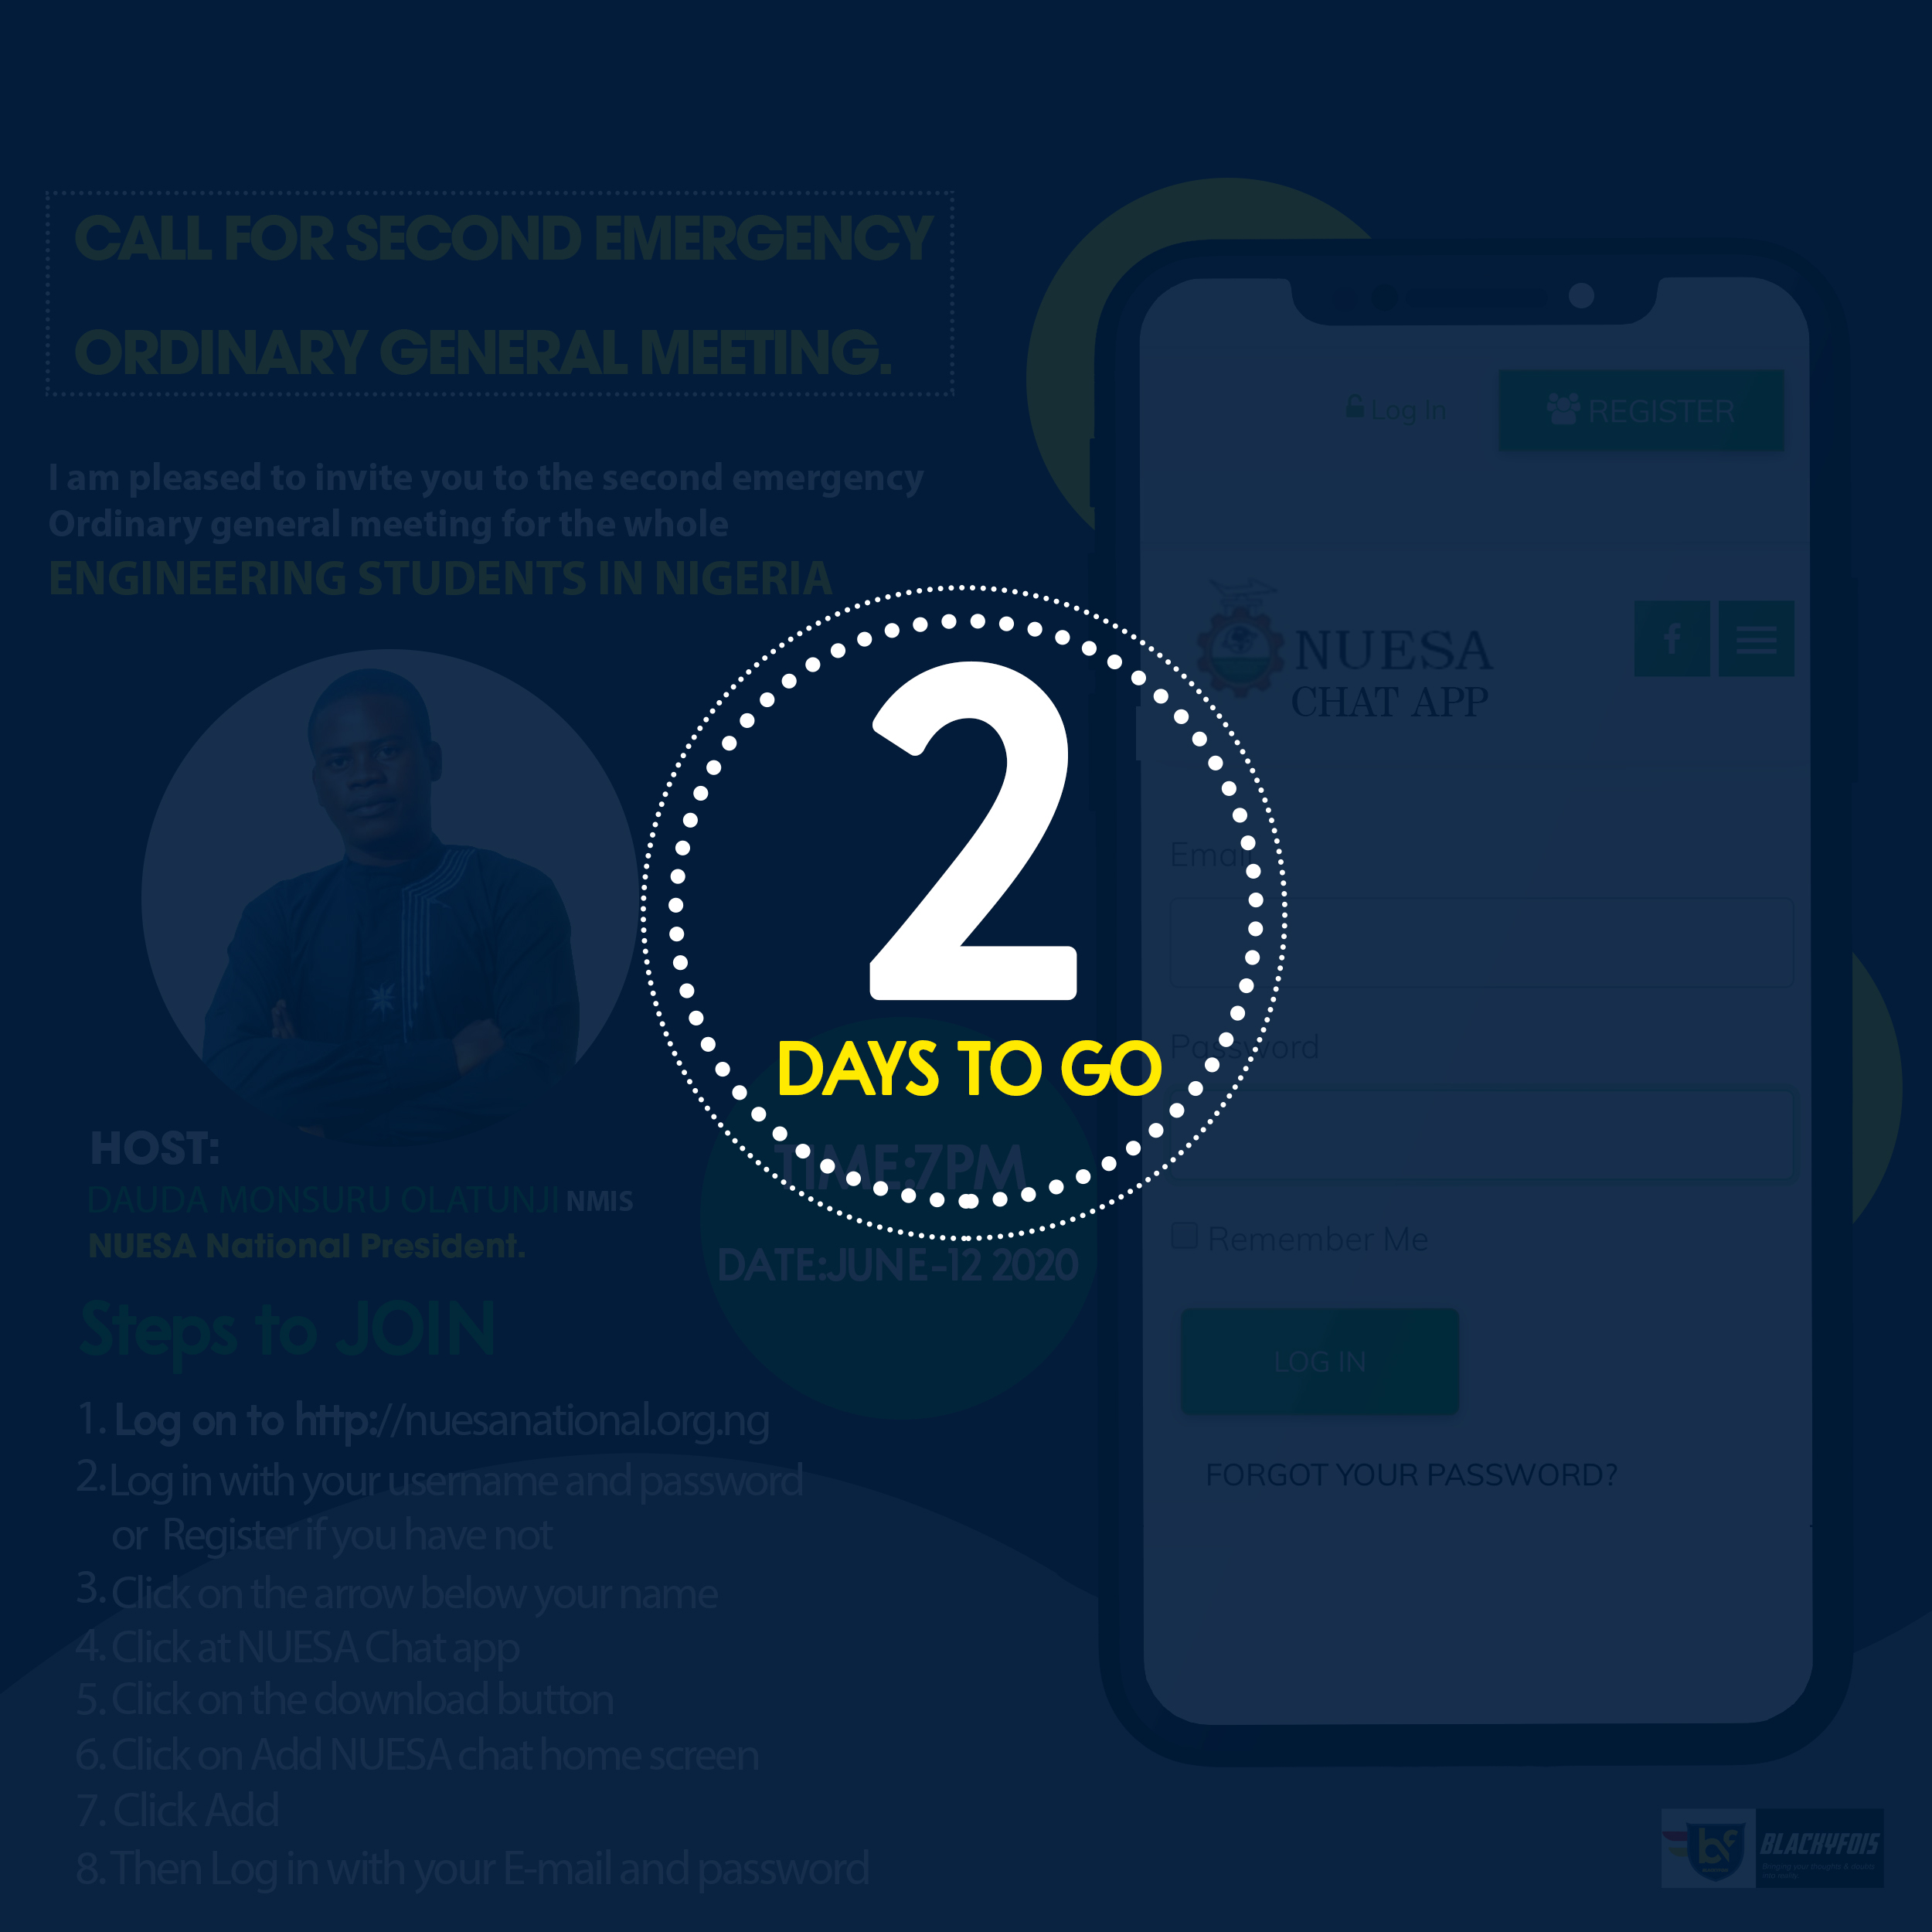 CALL FOR SECOND EMERGENCY
ORDINARY GENERAL MEETING.
I am pleased to invite you to the second emergency
Ordinary general meeting for the whole
ENGINEERING STUDENTS IN NIGERIA
2
DAYS TO GO
TIME:7PM
DATE:JUNE-12 2020
HOST:
DAUDA MONSURU OLATUNJI NMIS
NUESA National President.
Steps to JOIN
1. Log on to http://nuesanational.org.ng
2. Log in with your username and password
or Register if you have not
3. Click on the arrow below your name
4. Click at NUESA Chat app
5. Click on the download button
6. Click on Add NUESA chat home screen
7. Click Add
8. Then Log in with your E-mail and password
Log In
REGISTER
NUESA
CHAT APP
f
Email
Password
Remember Me
LOG IN
FORGOT YOUR PASSWORD?
BLACKYFOIS